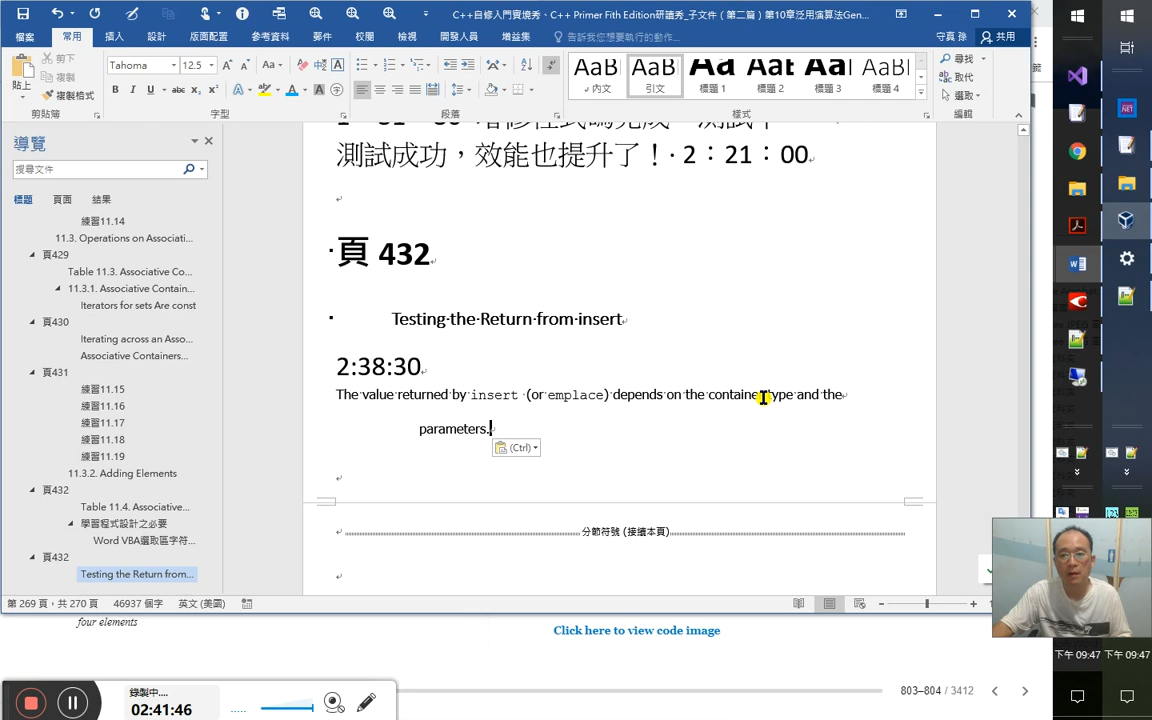 C++自修入門實境秀、C++ Primer Fith Edition研讀秀_子文件（第二篇）第10章泛用演算法Gen...
檔案 常用 插入 設計 版面配置 參考資料 郵件 校閱 檢視 開發人員 增益集 告訴我您想要的動作... 守真 孫 共用
貼上 剪下 複製 複製格式
Tahoma 12.5
AaB AaB Aa AaE AaI AaBI
內文 引文 標題 1 標題 2 標題 3 標題 4
尋找 取代 選取
剪貼簿 字型 段落 樣式 編輯
導覽
搜尋文件
標題 頁面 結果
練習11.14
11.3. Operations on Associati...
頁429
Table 11.3. Associative Co...
11.3.1. Associative Contain...
Iterators for sets Are const
頁430
Iterating across an Asso...
Associative Containers...
頁431
練習11.15
練習11.16
練習11.17
練習11.18
練習11.19
11.3.2. Adding Elements
頁432
Table 11.4. Associative...
學習程式設計之必要
Word VBA選取區字符...
頁432
Testing the Return from...
測試成功，效能也提升了！· 2：21：00
頁 432
Testing the Return from insert
2:38:30
The value returned by insert (or emplace) depends on the container type and the
parameters.
(Ctrl)
分節符號 (接續本頁)
第 269 頁，共 270 頁 46937 個字 英文 (美國)
four elements
Click here to view code image
803–804 / 3412
錄製中....
02:41:46
下午 09:47 下午 09:47